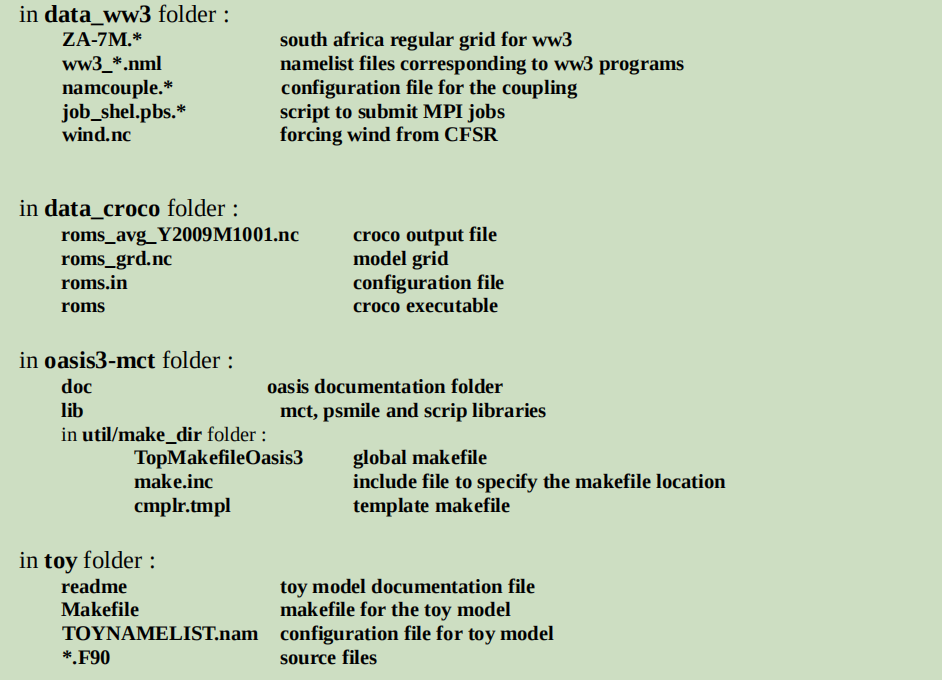 in data_ww3 folder :
ZA-7M.* south africa regular grid for ww3
ww3_*.nml namelist files corresponding to ww3 programs
namcouple.* configuration file for the coupling
job_shel.pbs.* script to submit MPI jobs
wind.nc forcing wind from CFSR
in data_croco folder :
roms_avg_Y2009M1001.nc croco output file
roms_grd.nc model grid
roms.in configuration file
roms croco executable
in oasis3-mct folder :
doc oasis documentation folder
lib mct, psmile and scrip libraries
in util/make_dir folder :
TopMakefileOasis3 global makefile
make.inc include file to specify the makefile location
cmplr.tmpl template makefile
in toy folder :
readme toy model documentation file
Makefile makefile for the toy model
TOYNAMELIST.nam configuration file for toy model
*.F90 source files